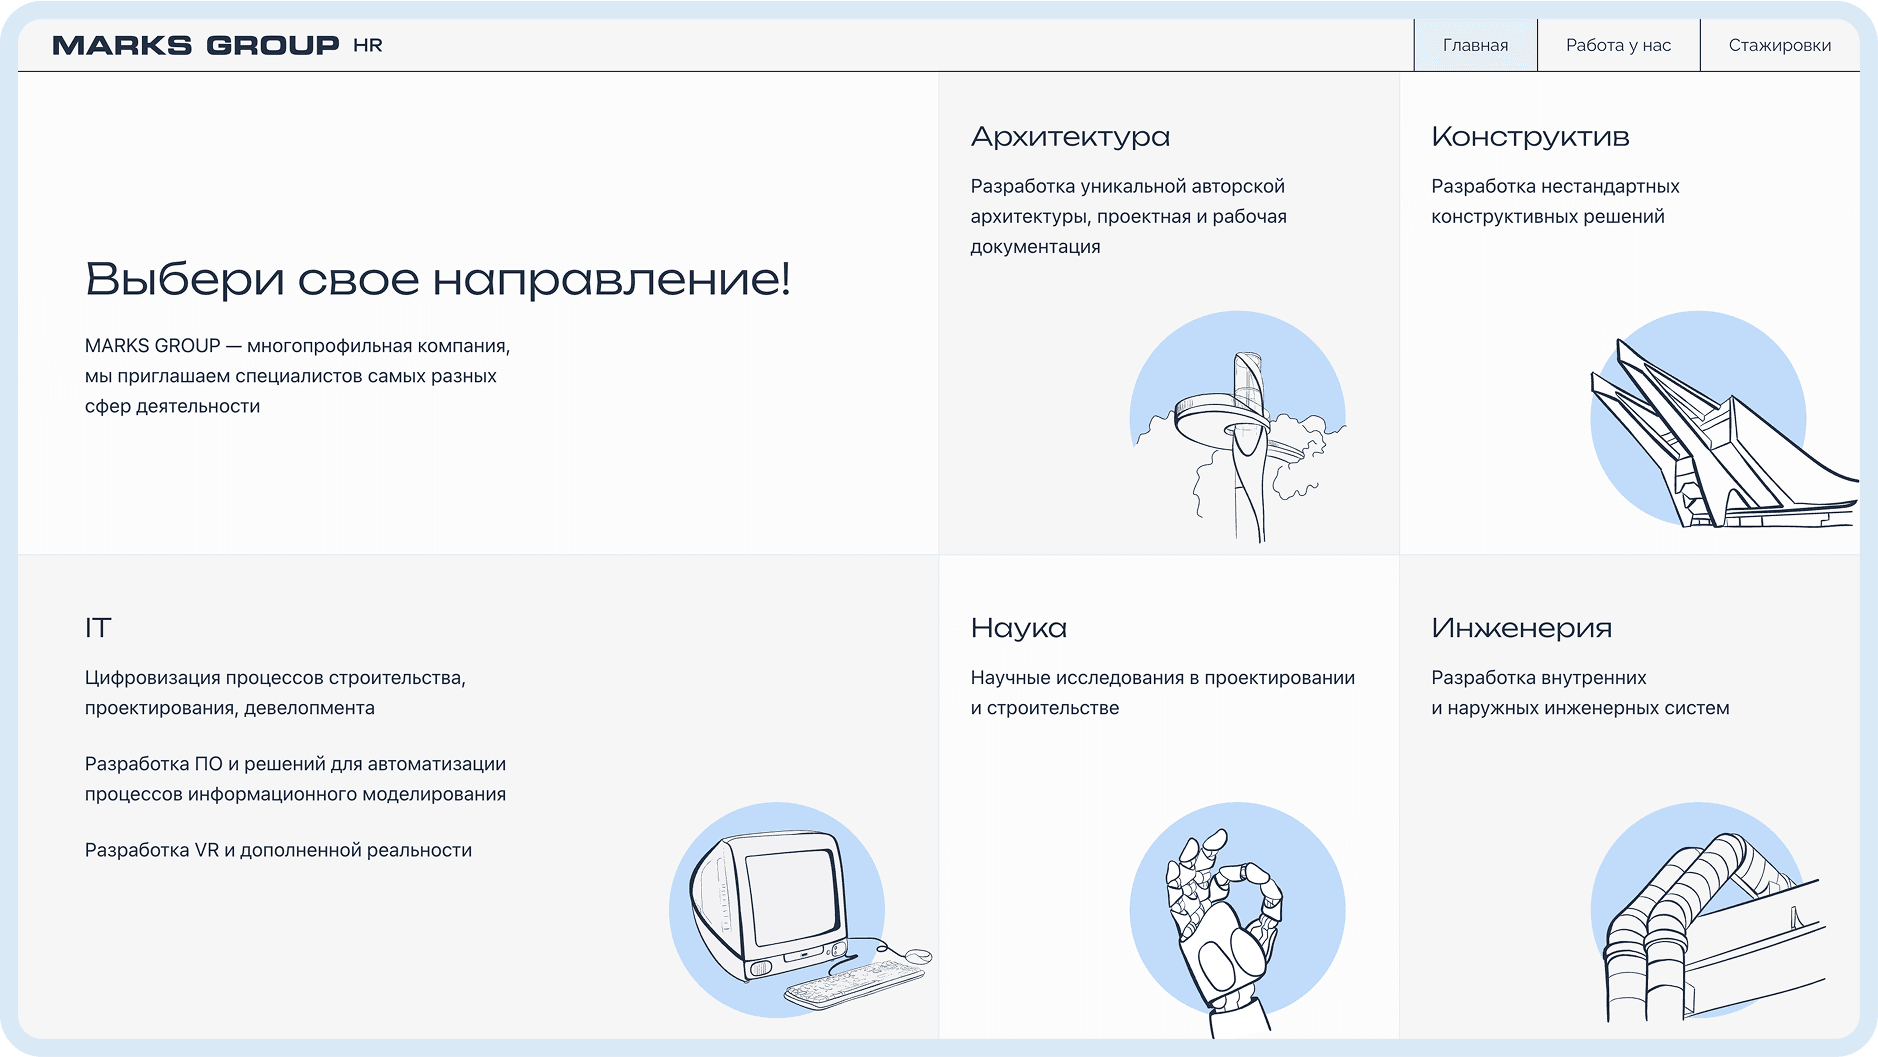 MARKS GROUP HR
Главная
Работа у нас
Стажировки
Выбери свое направление!
MARKS GROUP — многопрофильная компания,
мы приглашаем специалистов самых разных
сфер деятельности
Архитектура
Разработка уникальной авторской
архитектуры, проектная и рабочая
документация
Конструктив
Разработка нестандартных
конструктивных решений
IT
Цифровизация процессов строительства,
проектирования, девелопмента
Разработка ПО и решений для автоматизации
процессов информационного моделирования
Разработка VR и дополненной реальности
Наука
Научные исследования в проектировании
и строительстве
Инженерия
Разработка внутренних
и наружных инженерных систем